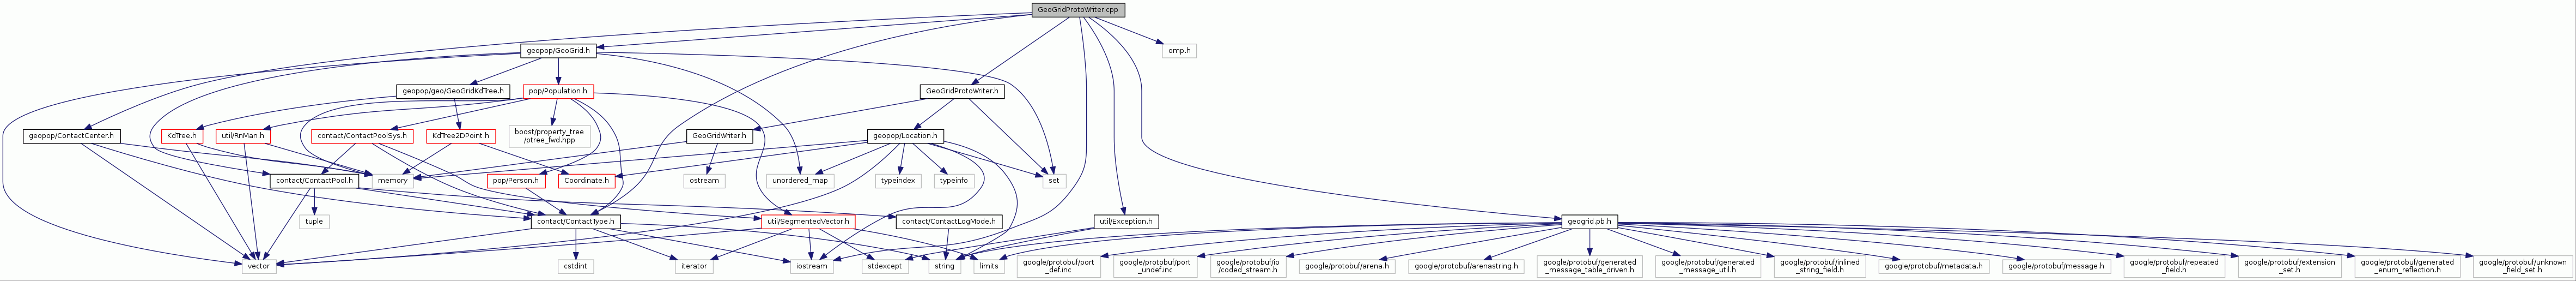 GeoGridProtoWriter.cpp
geopop/GeoGrid.h
omp.h
geopop/geo/GeoGridKdTree.h
pop/Population.h
GeoGridProtoWriter.h
geopop/ContactCenter.h
KdTree.h
util/RnMan.h
contact/ContactPoolSys.h
KdTree2DPoint.h
boost/property_tree
/ptree_fwd.hpp
GeoGridWriter.h
geopop/Location.h
contact/ContactPool.h
memory
pop/Person.h
Coordinate.h
ostream
unordered_map
typeindex
typeinfo
set
tuple
contact/ContactType.h
util/SegmentedVector.h
contact/ContactLogMode.h
util/Exception.h
geogrid.pb.h
vector
cstdint
iterator
iostream
stdexcept
string
limits
google/protobuf/port
_def.inc
google/protobuf/port
_undef.inc
google/protobuf/io
/coded_stream.h
google/protobuf/arena.h
google/protobuf/arenastring.h
google/protobuf/generated
_message_table_driven.h
google/protobuf/generated
_message_util.h
google/protobuf/inlined
_string_field.h
google/protobuf/metadata.h
google/protobuf/message.h
google/protobuf/repeated
_field.h
google/protobuf/extension
_set.h
google/protobuf/generated
_enum_reflection.h
google/protobuf/unknown
_field_set.h